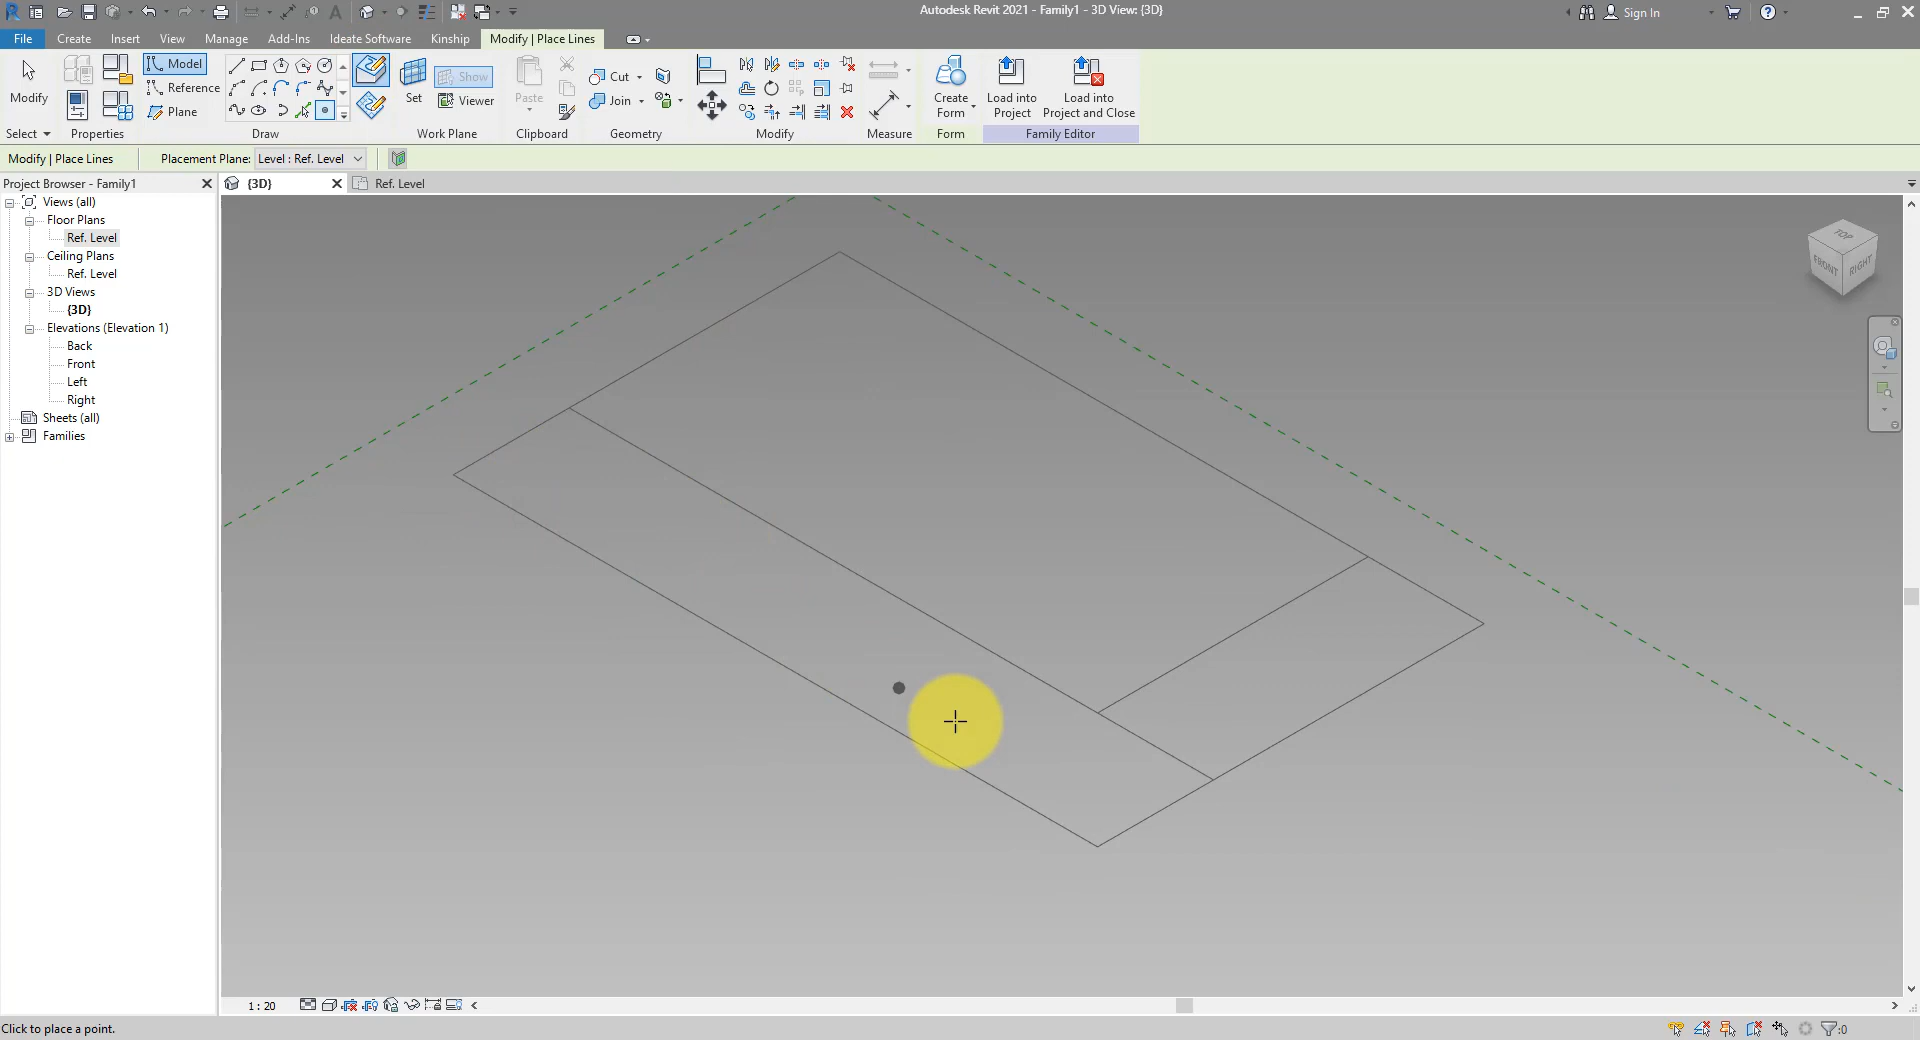 Autodesk Revit 2021 - Family1 - 3D View: {3D}
Sign In
File
Create
Insert
View
Manage
Add-Ins
Ideate Software
Kinship
Modify | Place Lines
Modify
Model
Reference
Plane
Set
Show
Viewer
Paste
Cut
Join
Create
Form
Load into
Project
Load into
Project and Close
Select
Properties
Draw
Work Plane
Clipboard
Geometry
Modify
Measure
Form
Family Editor
Modify | Place Lines
Placement Plane:
Level : Ref. Level
Project Browser - Family1
{3D}
Ref. Level
Views (all)
Floor Plans
Ref. Level
Ceiling Plans
Ref. Level
3D Views
{3D}
Elevations (Elevation 1)
Back
Front
Left
Right
Sheets (all)
Families
TOP
FRONT
RIGHT
1 : 20
Click to place a point.
:0